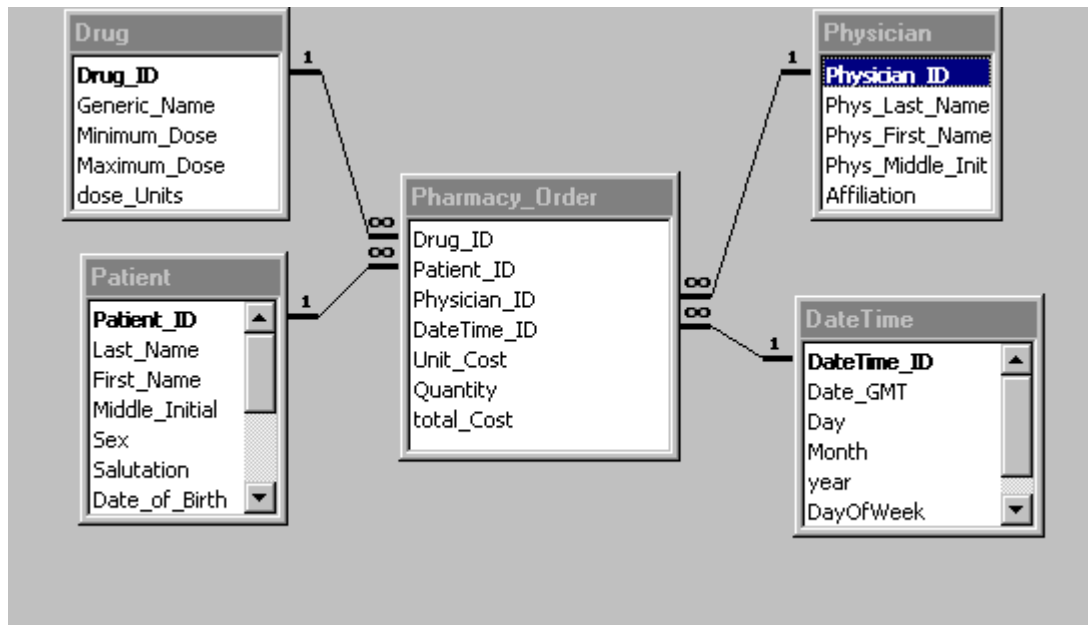 Drug
Drug_ID
Generic_Name
Minimum_Dose
Maximum_Dose
dose_Units
1
Physician
Physician_ID
Phys_Last_Name
Phys_First_Name
Phys_Middle_Init
Affiliation
1
Pharmacy_Order
Drug_ID
Patient_ID
Physician_ID
DateTime_ID
Unit_Cost
Quantity
total_Cost
∞
∞
∞
∞
Patient
Patient_ID
Last_Name
First_Name
Middle_Initial
Sex
Salutation
Date_of_Birth
1
DateTime
DateTime_ID
Date_GMT
Day
Month
year
DayOfWeek
1